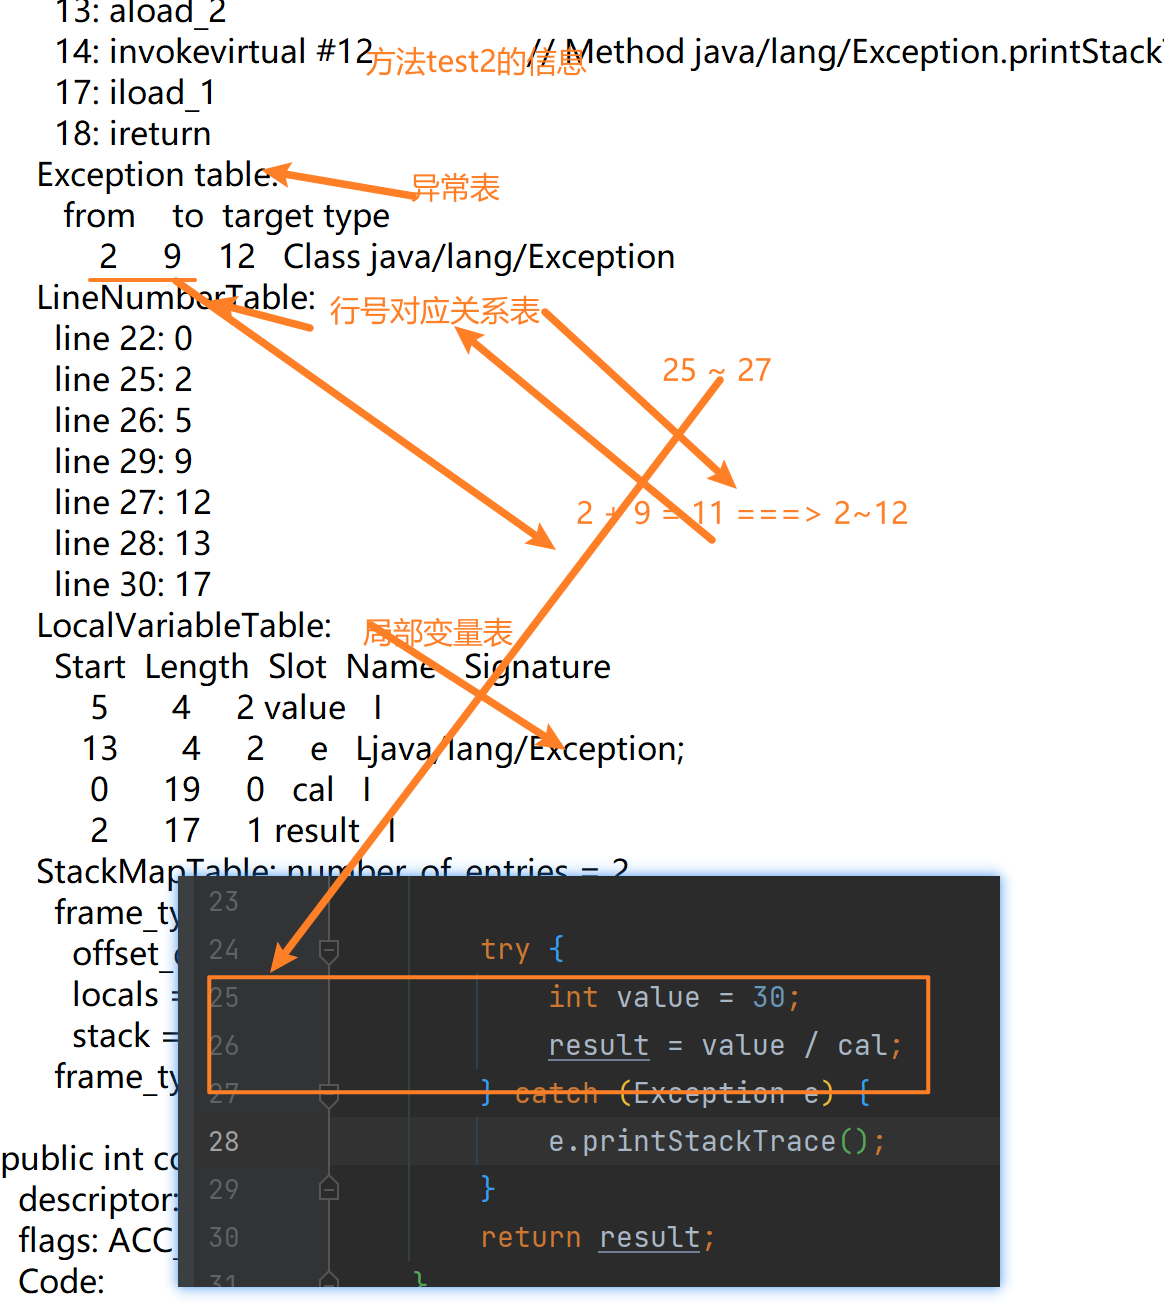 13: aload_2
14: invokevirtual #12 // Method java/lang/Exception.printStack
方法test2的信息
17: iload_1
18: ireturn
Exception table:
异常表
from to target type
2 9 12 Class java/lang/Exception
LineNumberTable:
行号对应关系表
line 22: 0
25 ~ 27
line 25: 2
line 26: 5
line 29: 9
line 27: 12
2 + 9 = 11 ===> 2~12
line 28: 13
line 30: 17
LocalVariableTable:
局部变量表
Start Length Slot Name Signature
5 4 2 value I
13 4 2 e Ljava/lang/Exception;
0 19 0 cal I
2 17 1 result I
StackMapTable: number_of_entries = 2
frame_ty
offset_
locals =
stack =
frame_ty
23
24 try {
25 int value = 30;
26 result = value / cal;
27 } catch (Exception e) {
28 e.printStackTrace();
29 }
30 return result;
31 }
public int co
descriptor:
flags: ACC_
Code: